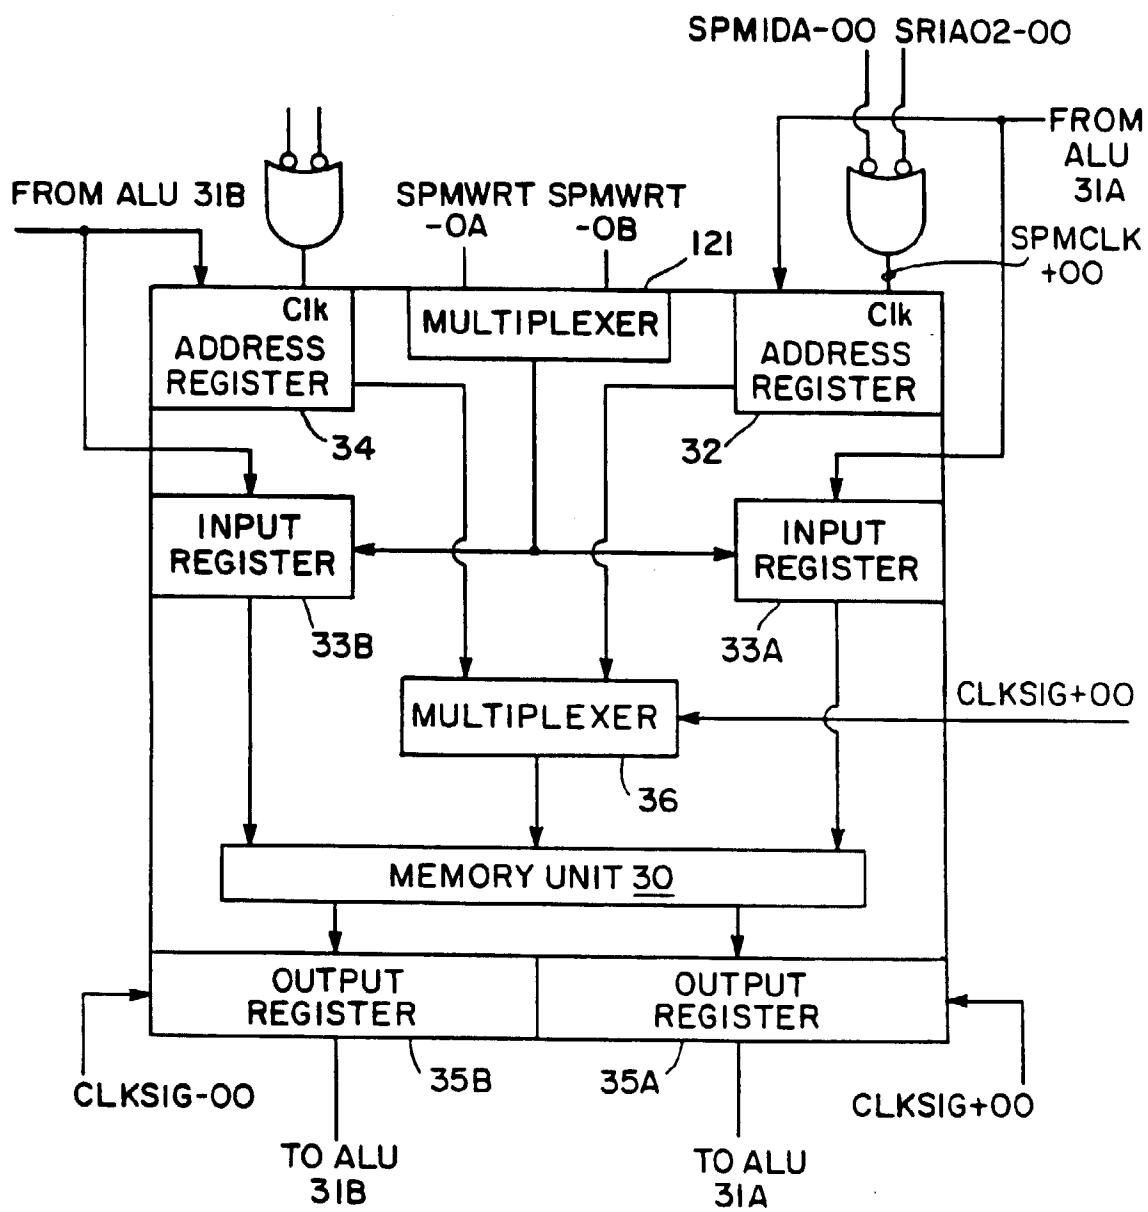 SPMIDA-00 SRIA02-00
FROM
ALU
31A
FROM ALU 31B
SPMWRT
-0A
SPMWRT
-0B
121
SPMCLK
+00
Clk
ADDRESS
REGISTER
MULTIPLEXER
Clk
ADDRESS
REGISTER
34
32
INPUT
REGISTER
INPUT
REGISTER
33B
33A
MULTIPLEXER
CLKSIG+00
36
MEMORY UNIT 30
OUTPUT
REGISTER
OUTPUT
REGISTER
35B
35A
CLKSIG-00
CLKSIG+00
TO ALU
31B
TO ALU
31A